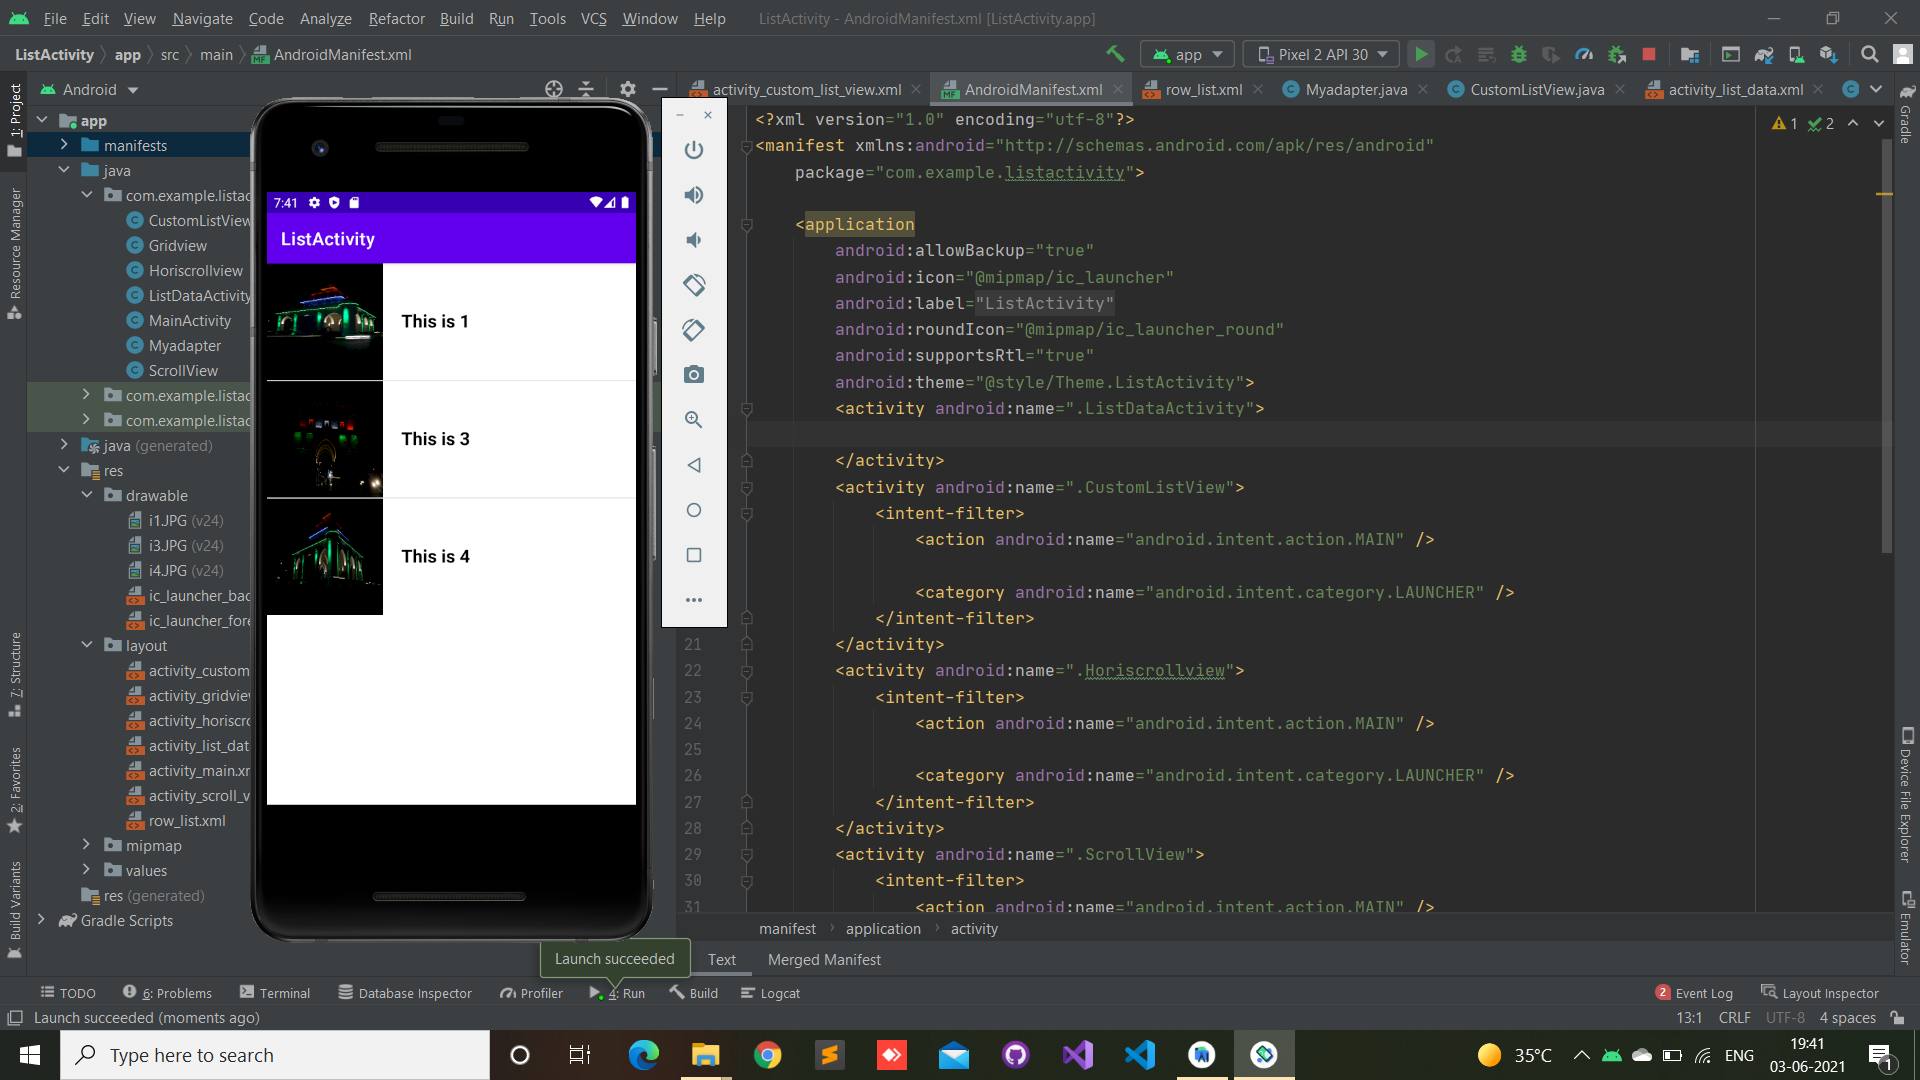 File Edit View Navigate Code Analyze Refactor Build Run Tools VCS Window Help ListActivity - AndroidManifest.xml [ListActivity.app]
ListActivity app src main AndroidManifest.xml
app Pixel 2 API 30
Android
activity_custom_list_view.xml AndroidManifest.xml row_list.xml Myadapter.java CustomListView.java activity_list_data.xml
1: Project
Resource Manager
7: Structure
2: Favorites
Build Variants
app
manifests
java
com.example.listac
CustomListView
Gridview
Horiscrollview
ListDataActivity
MainActivity
Myadapter
ScrollView
com.example.listac
com.example.listac
java (generated)
res
drawable
i1.JPG (v24)
i3.JPG (v24)
i4.JPG (v24)
ic_launcher_bac
ic_launcher_fore
layout
activity_custom
activity_gridview
activity_horiscro
activity_list_dat
activity_main.xm
activity_scroll_v
row_list.xml
mipmap
values
res (generated)
Gradle Scripts
7:41
ListActivity
This is 1
This is 3
This is 4
<?xml version="1.0" encoding="utf-8"?>
<manifest xmlns:android="http://schemas.android.com/apk/res/android"
package="com.example.listactivity">
<application
android:allowBackup="true"
android:icon="@mipmap/ic_launcher"
android:label="ListActivity"
android:roundIcon="@mipmap/ic_launcher_round"
android:supportsRtl="true"
android:theme="@style/Theme.ListActivity">
<activity android:name=".ListDataActivity">
</activity>
<activity android:name=".CustomListView">
<intent-filter>
<action android:name="android.intent.action.MAIN" />
<category android:name="android.intent.category.LAUNCHER" />
</intent-filter>
21 </activity>
22 <activity android:name=".Horiscrollview">
23 <intent-filter>
24 <action android:name="android.intent.action.MAIN" />
25
26 <category android:name="android.intent.category.LAUNCHER" />
27 </intent-filter>
28 </activity>
29 <activity android:name=".ScrollView">
30 <intent-filter>
31 <action android:name="android.intent.action.MAIN" />
1 2
Gradle
Device File Explorer
Emulator
manifest application activity
Launch succeeded
Text Merged Manifest
TODO 6: Problems Terminal Database Inspector Profiler 4: Run Build Logcat 2 Event Log Layout Inspector
Launch succeeded (moments ago) 13:1 CRLF UTF-8 4 spaces
Type here to search 35°C ENG 19:41
03-06-2021
1